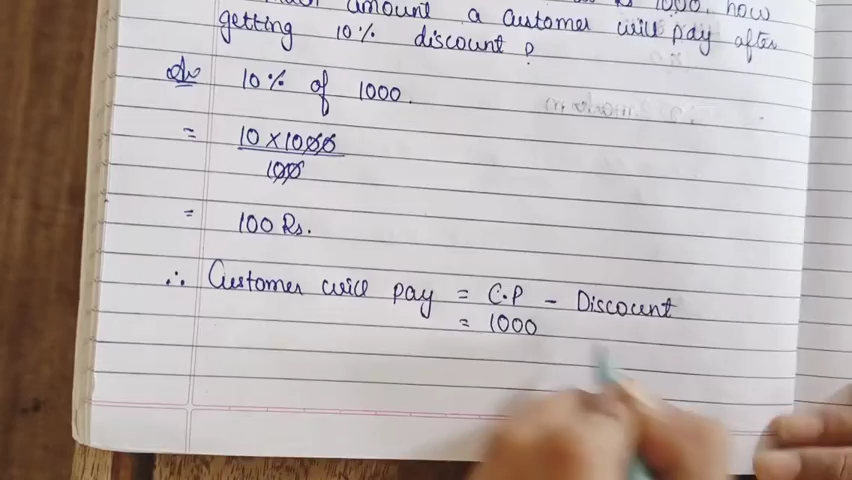 amount a customer will pay after
getting 10% discount ?
10% of 1000.
= 10 × 1000
100
= 100 Rs.
∴ Customer will pay = C.P - Discount
= 1000